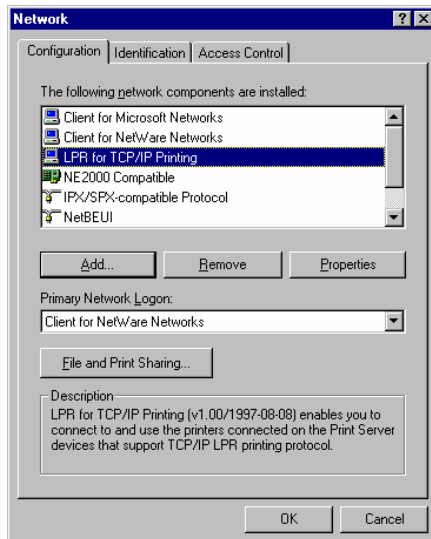 Network
Configuration Identification Access Control
The following network components are installed:
Client for Microsoft Networks
Client for NetWare Networks
LPR for TCP/IP Printing
NE2000 Compatible
IPX/SPX-compatible Protocol
NetBEUI
Add... Remove Properties
Primary Network Logon:
Client for NetWare Networks
File and Print Sharing...
Description
LPR for TCP/IP Printing (v1.00/1997-08-08) enables you to
connect to and use the printers connected on the Print Server
devices that support TCP/IP LPR printing protocol.
OK Cancel